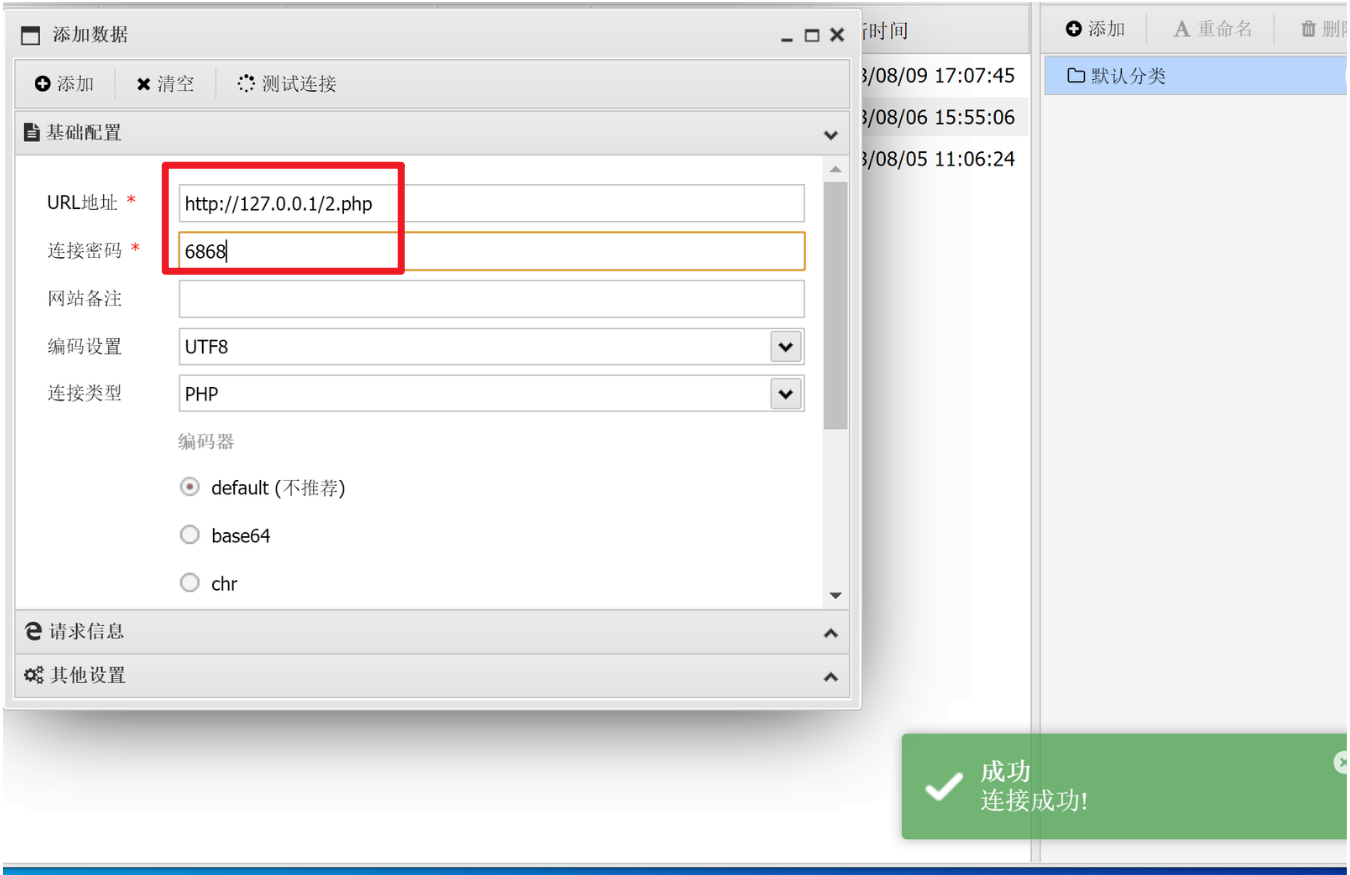 添加数据
新时间
添加 重命名 删除
添加 清空 测试连接
3/08/09 17:07:45
默认分类
3/08/06 15:55:06
基础配置
3/08/05 11:06:24
URL地址 * http://127.0.0.1/2.php
连接密码 * 6868
网站备注
编码设置 UTF8
连接类型 PHP
编码器
default (不推荐)
base64
chr
请求信息
其他设置
成功
连接成功!